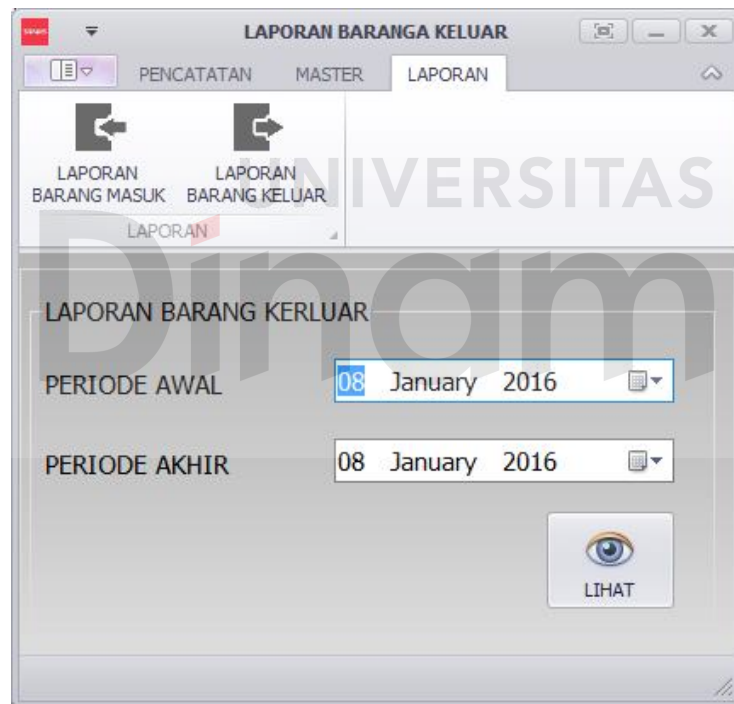 LAPORAN BARANGA KELUAR
PENCATATAN MASTER LAPORAN
LAPORAN BARANG MASUK
LAPORAN BARANG KELUAR
LAPORAN
UNIVERSITAS
Dinam
LAPORAN BARANG KERLUAR
PERIODE AWAL 08 January 2016
PERIODE AKHIR 08 January 2016
LIHAT